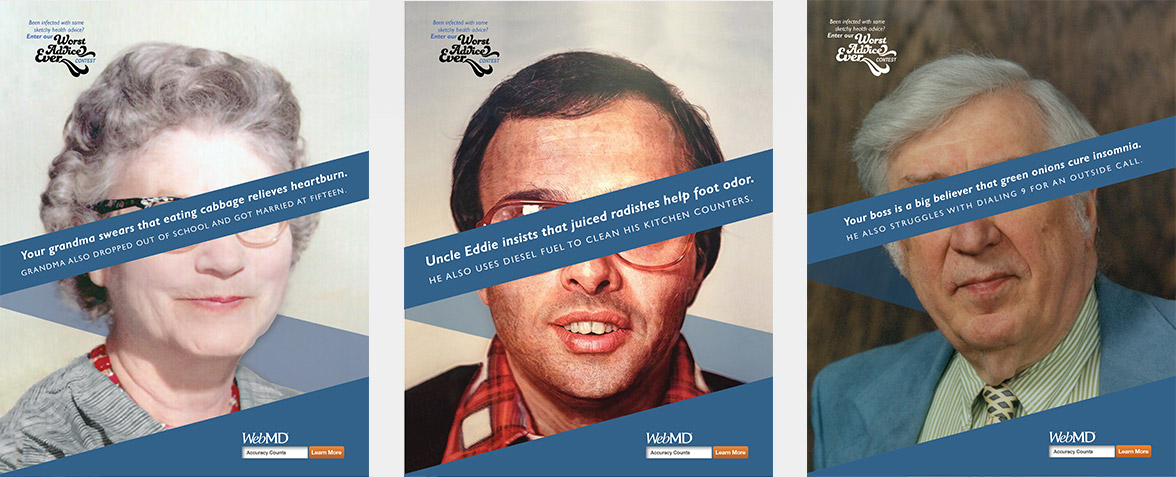 Been infected with some
sketchy health advice?
Enter our Worst
Advice
Ever CONTEST
Your grandma swears that eating cabbage relieves heartburn.
GRANDMA ALSO DROPPED OUT OF SCHOOL AND GOT MARRIED AT FIFTEEN.
WebMD
Accuracy Counts
Learn More
Been infected with some
sketchy health advice?
Enter our Worst
Advice
Ever CONTEST
Uncle Eddie insists that juiced radishes help foot odor.
HE ALSO USES DIESEL FUEL TO CLEAN HIS KITCHEN COUNTERS.
WebMD
Accuracy Counts
Learn More
Been infected with some
sketchy health advice?
Enter our Worst
Advice
Ever CONTEST
Your boss is a big believer that green onions cure insomnia.
HE ALSO STRUGGLES WITH DIALING 9 FOR AN OUTSIDE CALL.
WebMD
Accuracy Counts
Learn More